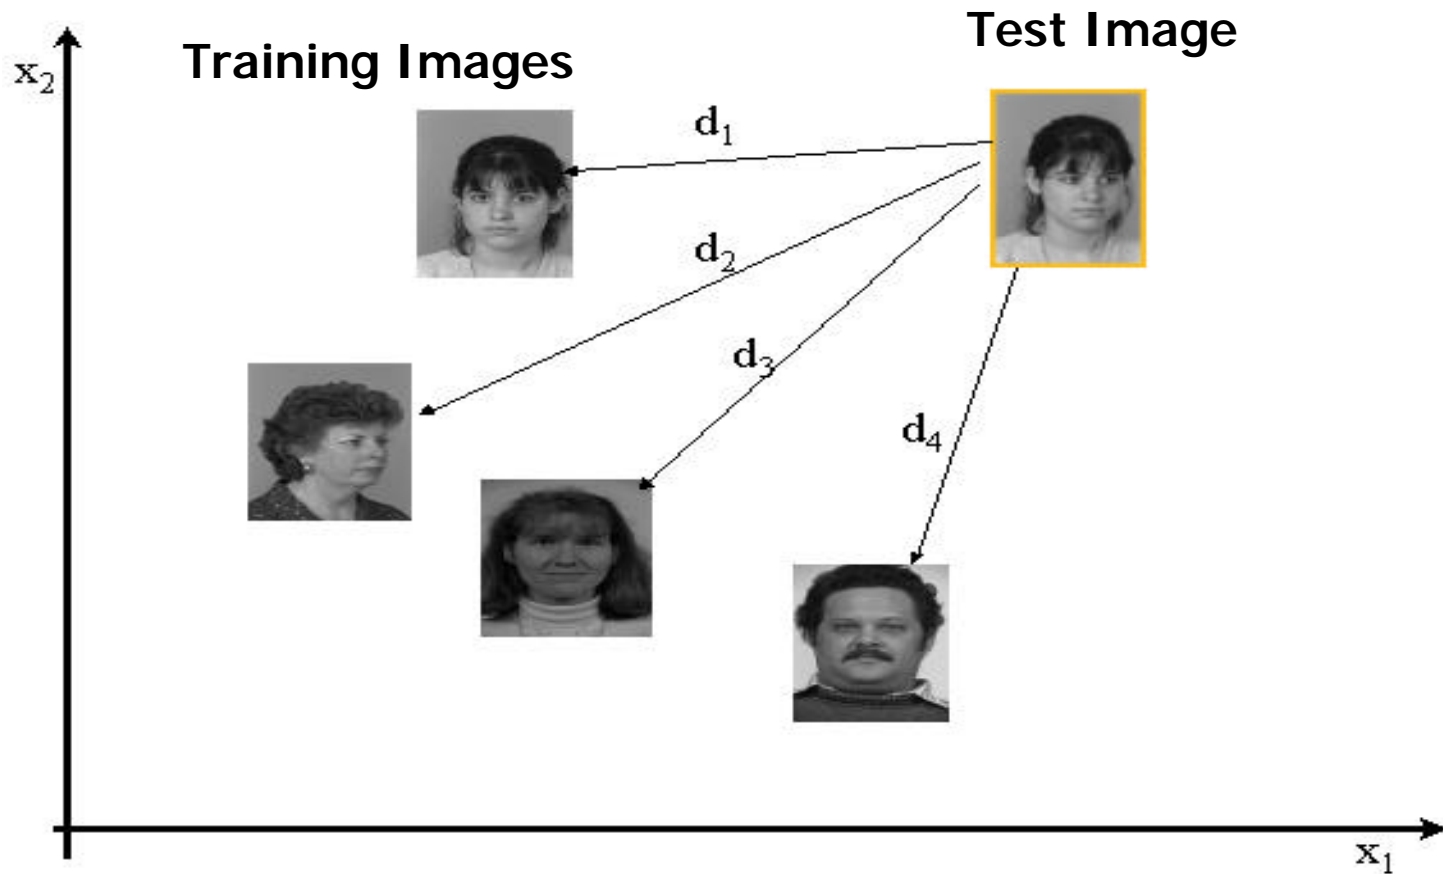 Test Image
Training Images
x₂
d₁
d₂
d₃
d₄
x₁